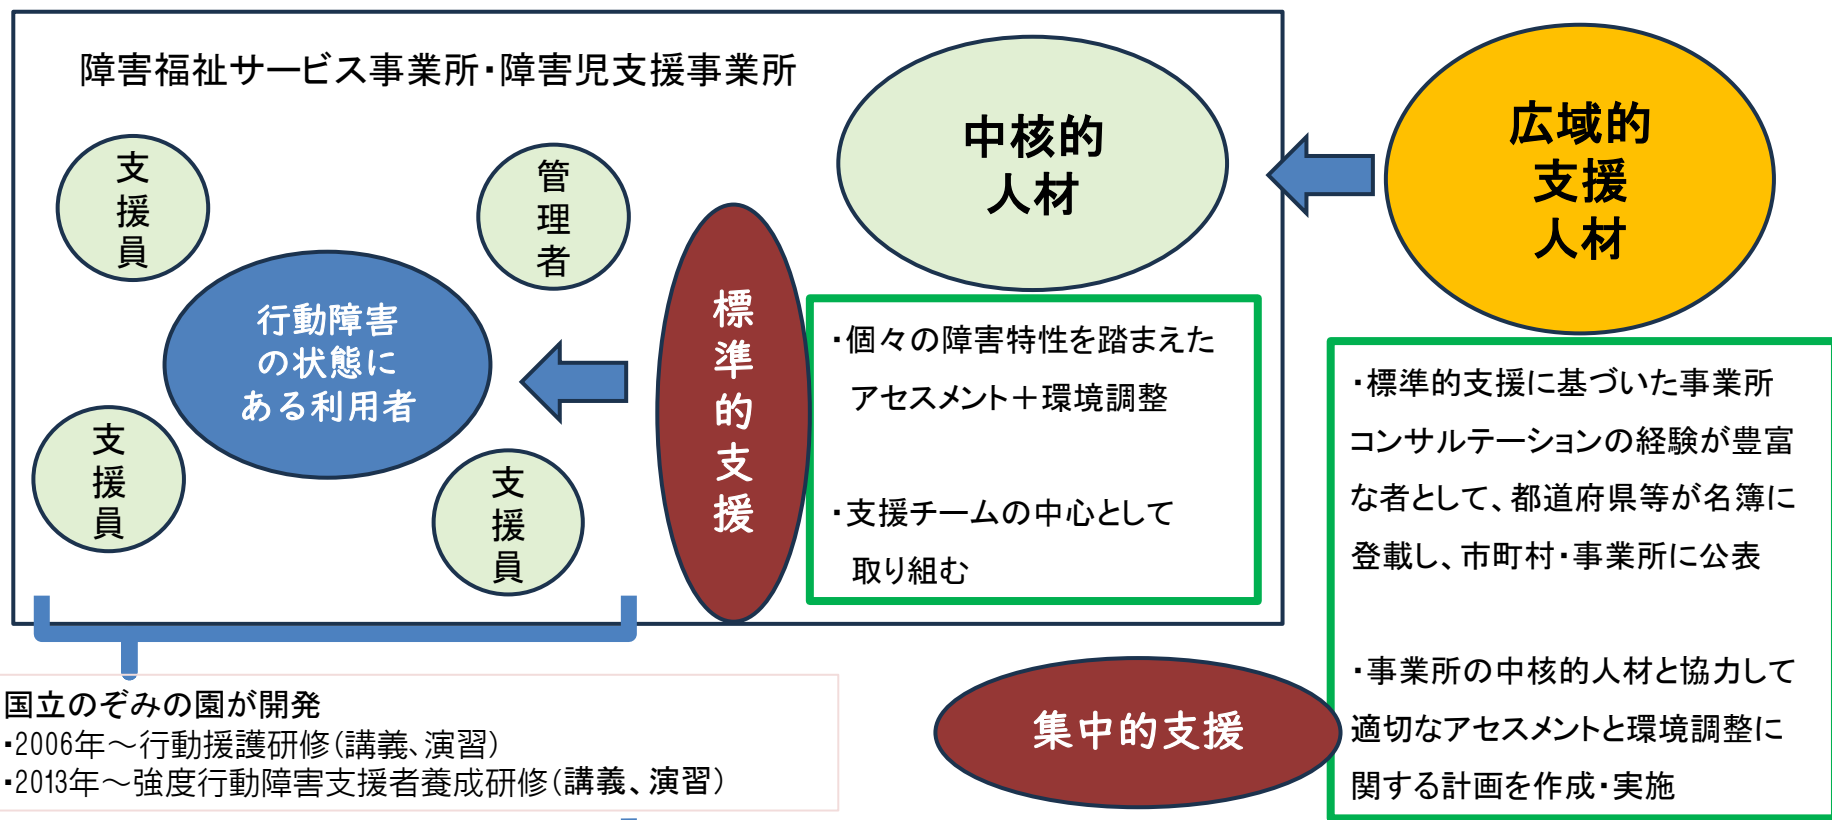 障害福祉サービス事業所・障害児支援事業所
支援員
管理者
行動障害
の状態に
ある利用者
支援員
支援員
標準的支援
中核的
人材
・個々の障害特性を踏まえた
アセスメント＋環境調整
・支援チームの中心として
取り組む
広域的
支援
人材
・標準的支援に基づいた事業所
コンサルテーションの経験が豊富
な者として、都道府県等が名簿に
登載し、市町村・事業所に公表
・事業所の中核的人材と協力して
適切なアセスメントと環境調整に
関する計画を作成・実施
集中的支援
国立のぞみの園が開発
・2006年～行動援護研修（講義、演習）
・2013年～強度行動障害支援者養成研修（講義、演習）